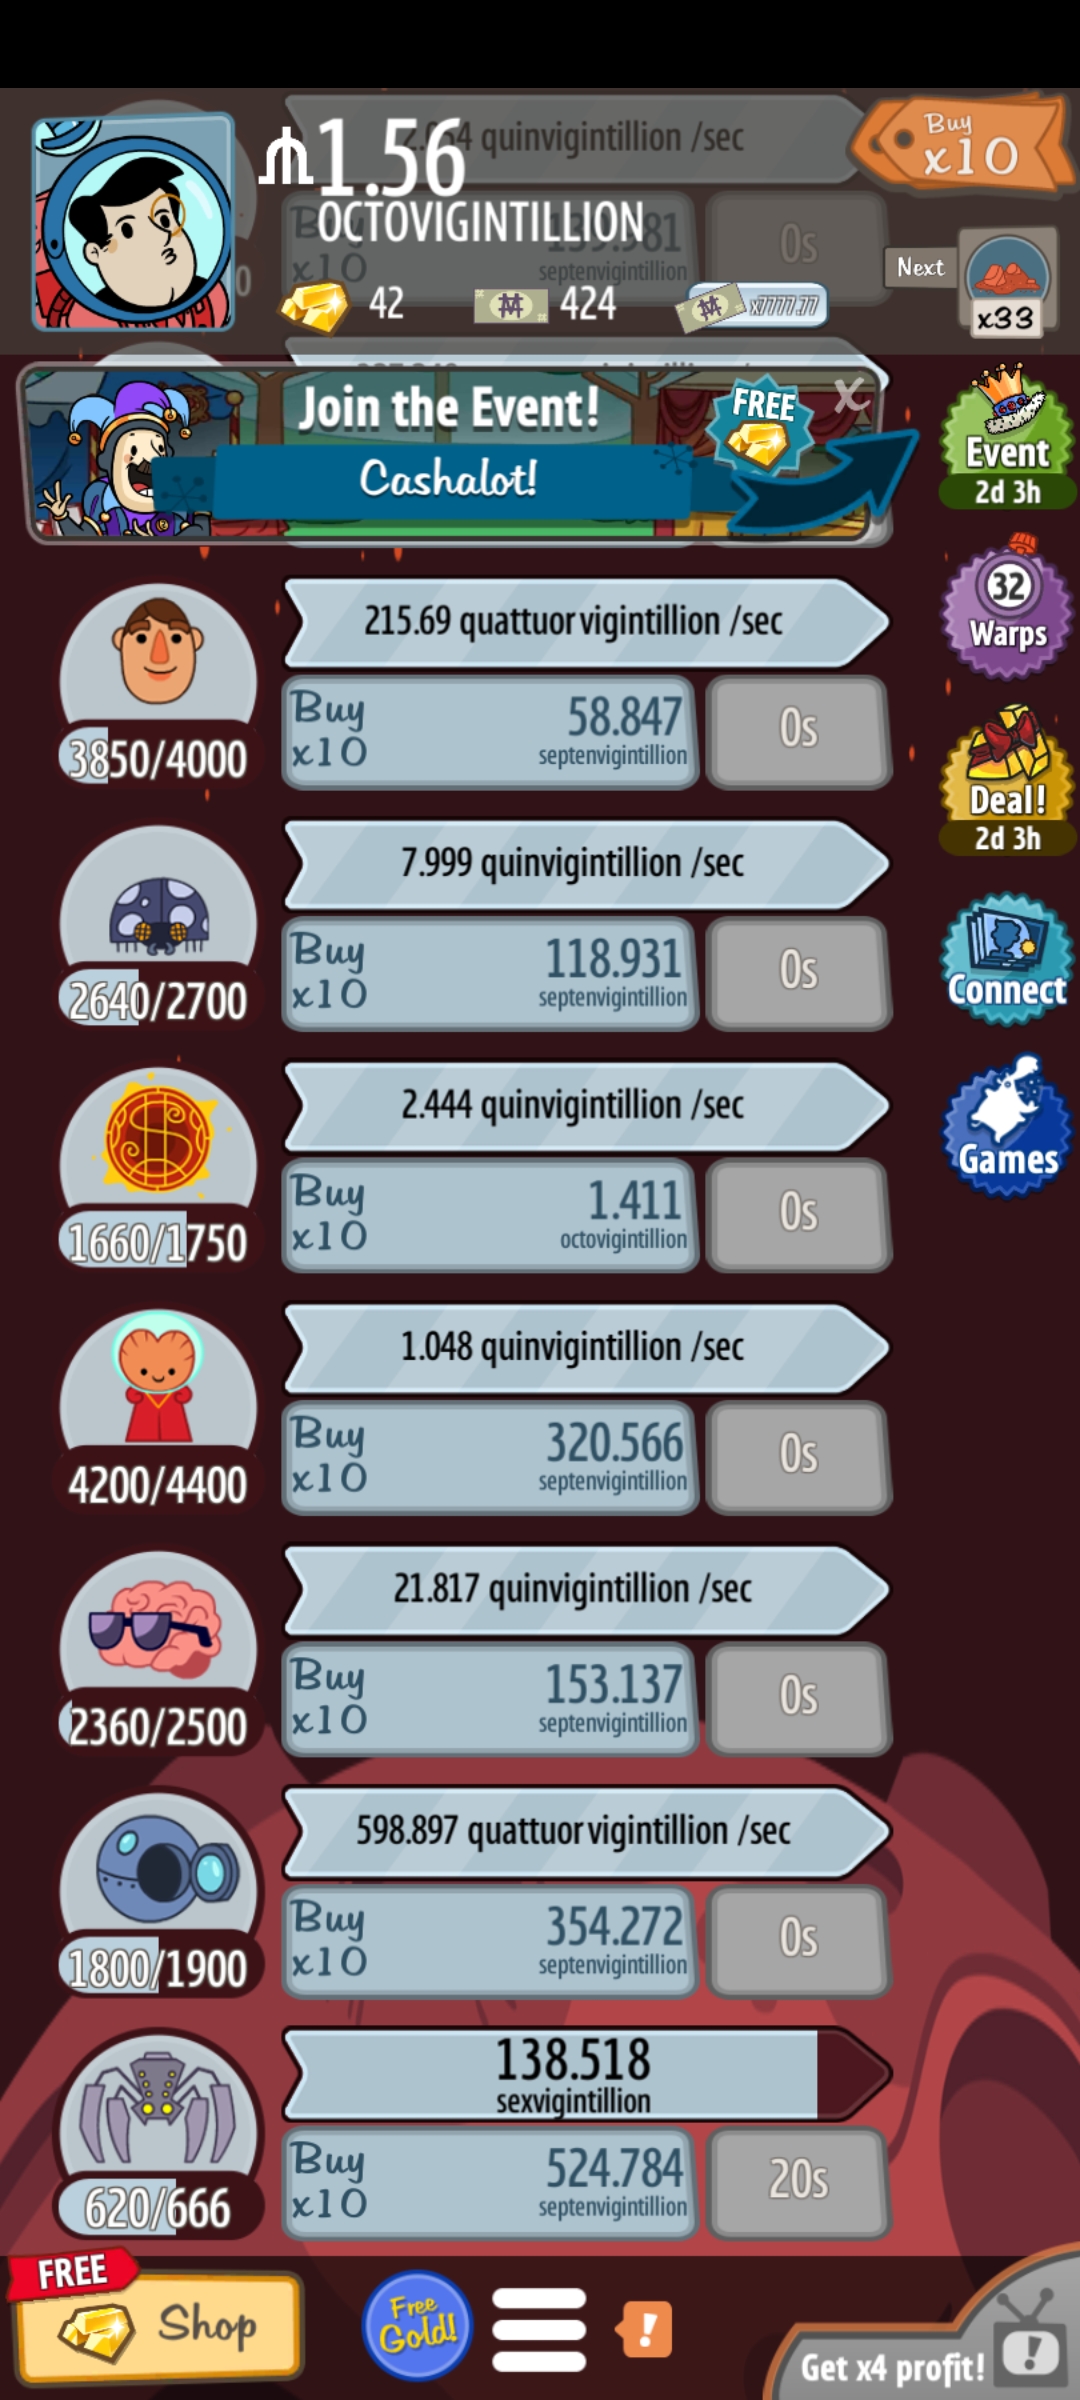 2.064 quinvigintillion /sec
1.56
OCTOVIGINTILLION
Buy
x10
139.981
septenvigintillion
0s
Buy
x10
42
424
x7777.77
Next
x33
Join the Event!
FREE
X
Cashalot!
Event
2d 3h
215.69 quattuorvigintillion /sec
Buy
x10
58.847
septenvigintillion
0s
3850/4000
32
Warps
Deal!
2d 3h
7.999 quinvigintillion /sec
Buy
x10
118.931
septenvigintillion
0s
2640/2700
Connect
2.444 quinvigintillion /sec
Buy
x10
1.411
octovigintillion
0s
1660/1750
Games
1.048 quinvigintillion /sec
Buy
x10
320.566
septenvigintillion
0s
4200/4400
21.817 quinvigintillion /sec
Buy
x10
153.137
septenvigintillion
0s
2360/2500
598.897 quattuorvigintillion /sec
Buy
x10
354.272
septenvigintillion
0s
1800/1900
138.518
sexvigintillion
Buy
x10
524.784
septenvigintillion
20s
620/666
FREE
Shop
Free
Gold!
!
Get x4 profit!
!